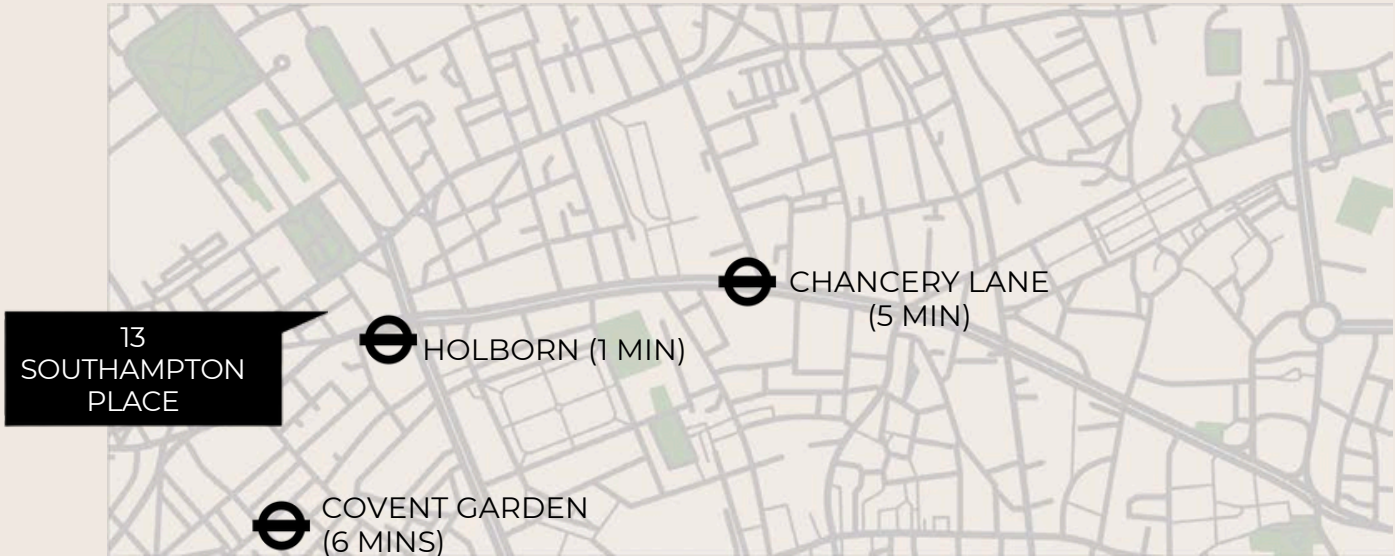 CHANCERY LANE
(5 MIN)
13
SOUTHAMPTON
PLACE
HOLBORN (1 MIN)
COVENT GARDEN
(6 MINS)